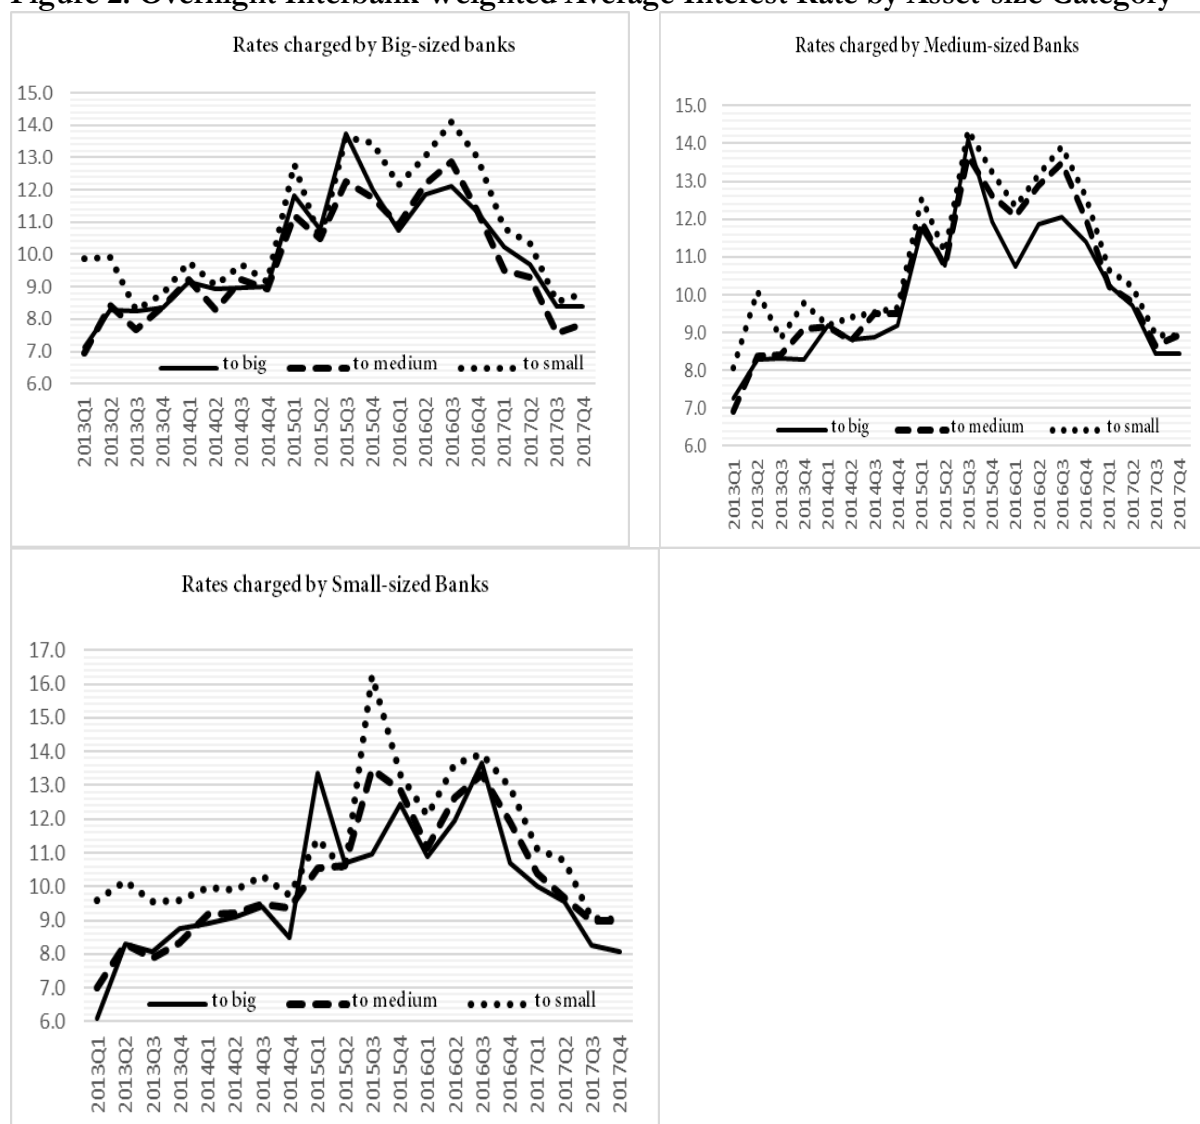 Figure 2: Overnight Interbank-weighted Average Interest Rate by Asset-size Category
Rates charged by Big-sized banks
15.0
14.0
13.0
12.0
11.0
10.0
9.0
8.0
7.0
6.0
to big
to medium
to small
2013Q1
2013Q2
2013Q3
2013Q4
2014Q1
2014Q2
2014Q3
2014Q4
2015Q1
2015Q2
2015Q3
2015Q4
2016Q1
2016Q2
2016Q3
2016Q4
2017Q1
2017Q2
2017Q3
2017Q4
Rates charged by Medium-sized Banks
15.0
14.0
13.0
12.0
11.0
10.0
9.0
8.0
7.0
6.0
to big
to medium
to small
2013Q1
2013Q2
2013Q3
2013Q4
2014Q1
2014Q2
2014Q3
2014Q4
2015Q1
2015Q2
2015Q3
2015Q4
2016Q1
2016Q2
2016Q3
2016Q4
2017Q1
2017Q2
2017Q3
2017Q4
Rates charged by Small-sized Banks
17.0
16.0
15.0
14.0
13.0
12.0
11.0
10.0
9.0
8.0
7.0
6.0
to big
to medium
to small
2013Q1
2013Q2
2013Q3
2013Q4
2014Q1
2014Q2
2014Q3
2014Q4
2015Q1
2015Q2
2015Q3
2015Q4
2016Q1
2016Q2
2016Q3
2016Q4
2017Q1
2017Q2
2017Q3
2017Q4